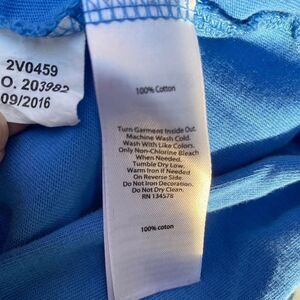 2V0459
O. 203982
09/2016
100% Cotton
Turn Garment Inside Out.
Machine Wash Cold.
Wash With Like Colors.
Only Non-Chlorine Bleach
When Needed.
Tumble Dry Low.
Warm Iron If Needed
On Reverse Side.
Do Not Iron Decoration.
Do Not Dry Clean.
RN 134578
100% cotton